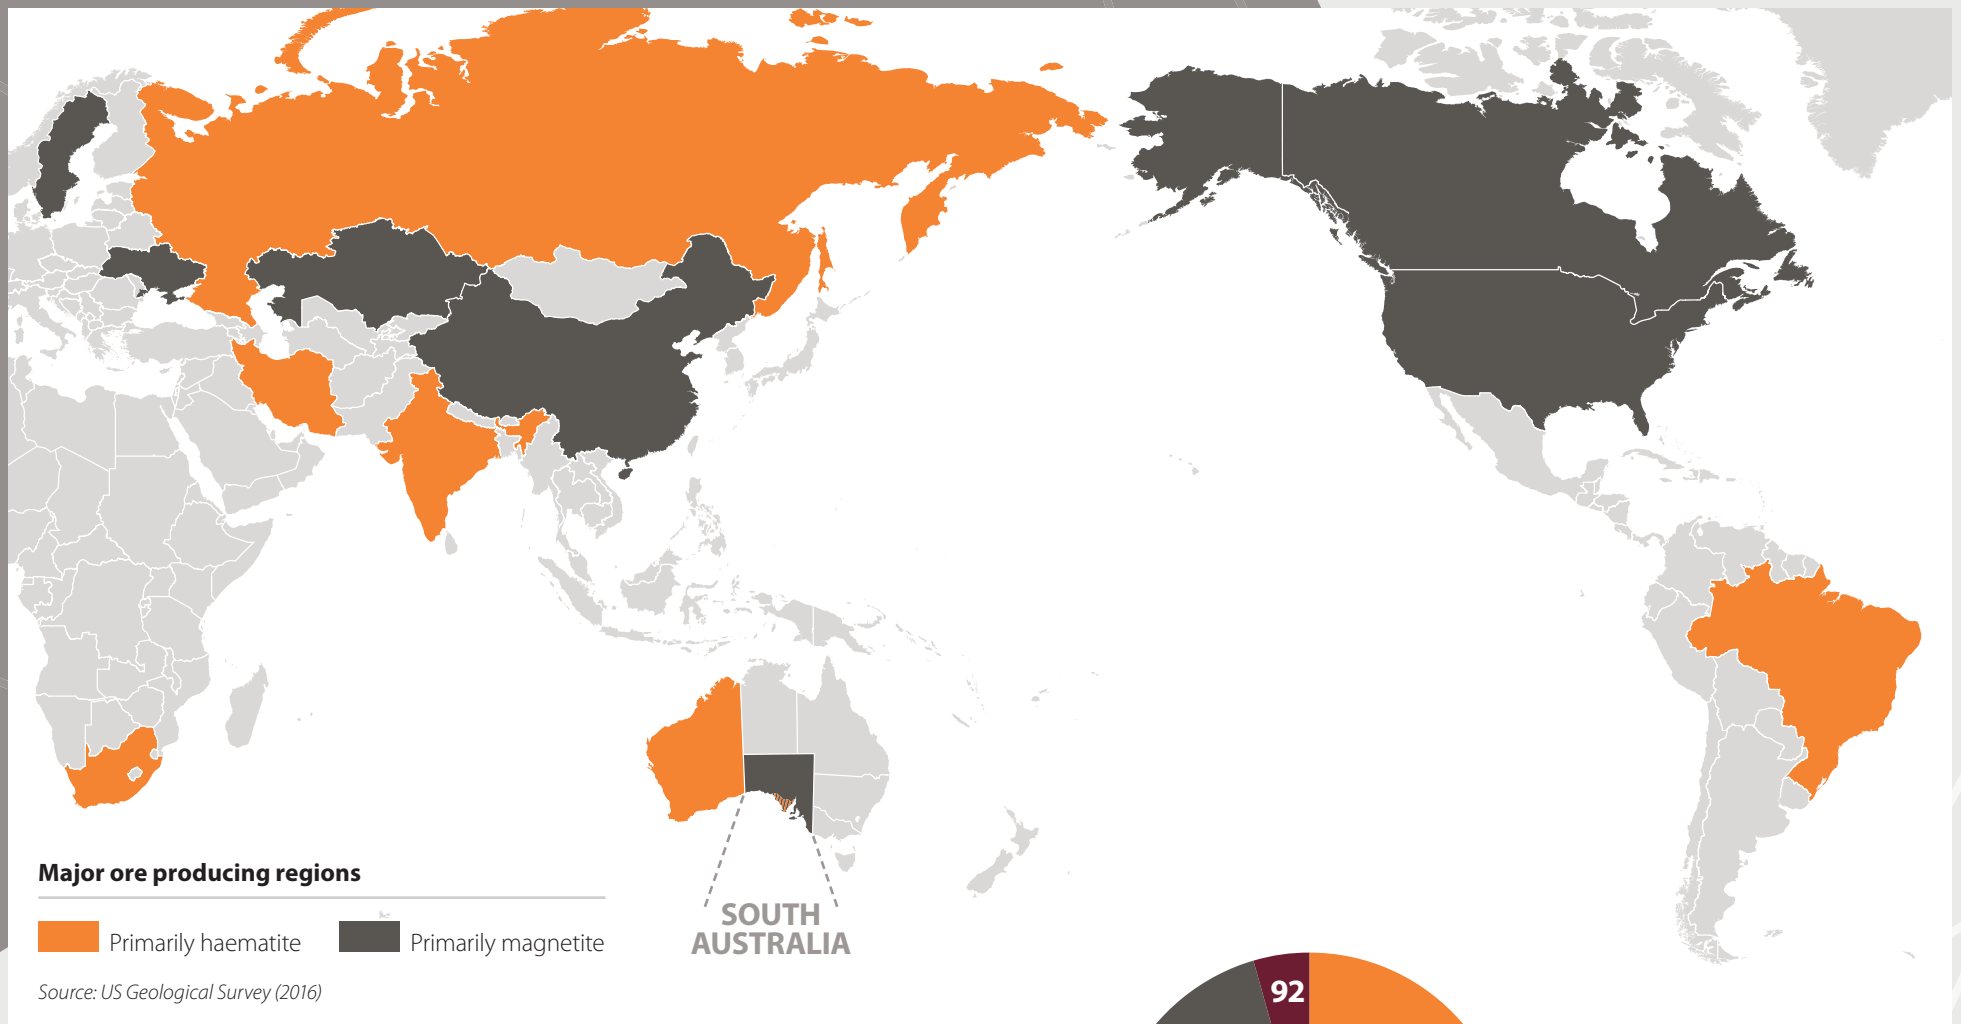 Major ore producing regions
Primarily haematite
Primarily magnetite
Source: US Geological Survey (2016)
SOUTH
AUSTRALIA
92